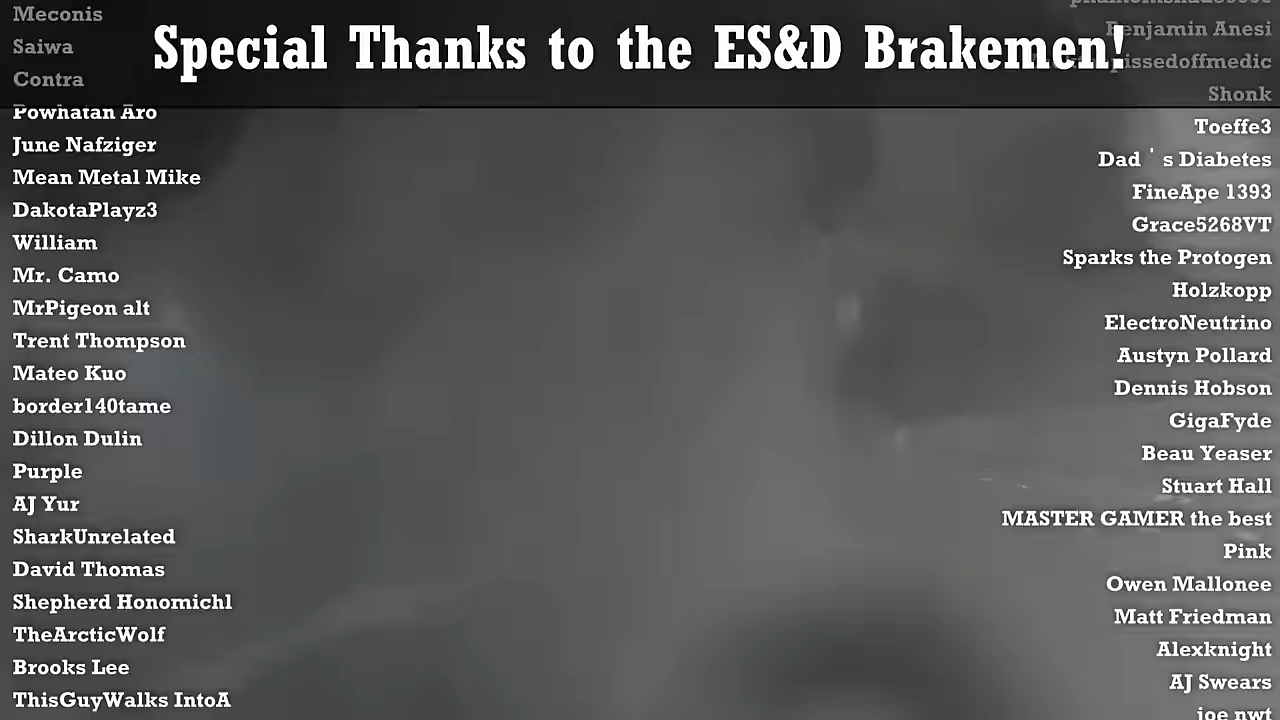 Special Thanks to the ES&D Brakemen!
Meconis
Saiwa
Contra
Powhatan Aro
June Nafziger
Mean Metal Mike
DakotaPlayz3
William
Mr. Camo
MrPigeon alt
Trent Thompson
Mateo Kuo
border140tame
Dillon Dulin
Purple
AJ Yur
SharkUnrelated
David Thomas
Shepherd Honomichl
TheArcticWolf
Brooks Lee
ThisGuyWalks IntoA
Benjamin Anesi
Shonk
Toeffe3
Dad ' s Diabetes
FineApe 1393
Grace5268VT
Sparks the Protogen
Holzkopp
ElectroNeutrino
Austyn Pollard
Dennis Hobson
GigaFyde
Beau Yeaser
Stuart Hall
MASTER GAMER the best
Pink
Owen Mallonee
Matt Friedman
Alexknight
AJ Swears
joe nwt